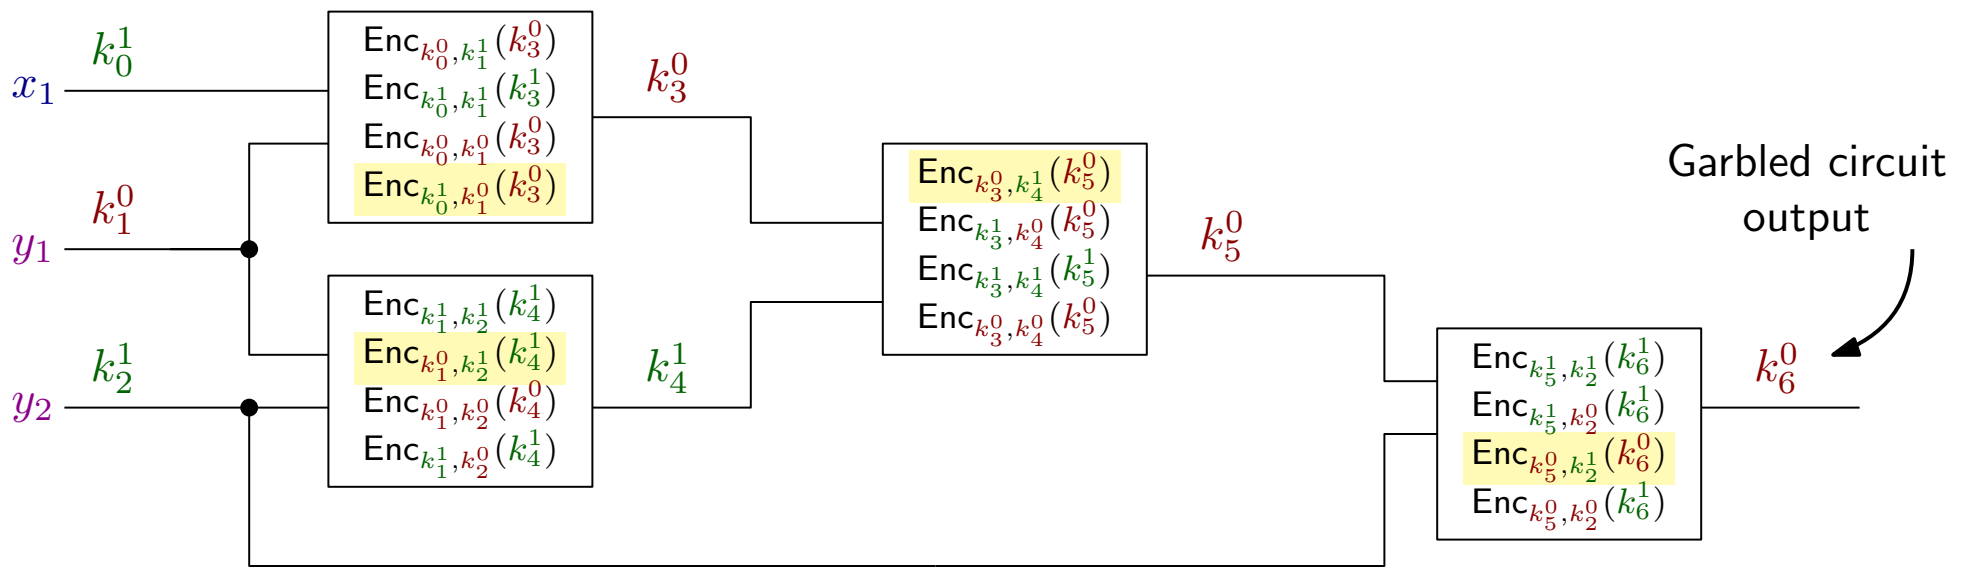 k_0^1
x_1
Enc_{k_0^0,k_1^1}(k_3^0)
Enc_{k_0^1,k_1^1}(k_3^1)
Enc_{k_0^0,k_1^0}(k_3^0)
Enc_{k_0^1,k_1^0}(k_3^0)
k_3^0
k_1^0
y_1
Enc_{k_1^1,k_2^1}(k_4^1)
Enc_{k_1^0,k_2^1}(k_4^1)
Enc_{k_1^0,k_2^0}(k_4^0)
Enc_{k_1^1,k_2^0}(k_4^1)
k_2^1
y_2
k_4^1
Enc_{k_3^0,k_4^1}(k_5^0)
Enc_{k_3^1,k_4^0}(k_5^0)
Enc_{k_3^1,k_4^1}(k_5^1)
Enc_{k_3^0,k_4^0}(k_5^0)
k_5^0
Enc_{k_5^1,k_2^1}(k_6^1)
Enc_{k_5^1,k_2^0}(k_6^1)
Enc_{k_5^0,k_2^1}(k_6^0)
Enc_{k_5^0,k_2^0}(k_6^1)
Garbled circuit
output
k_6^0